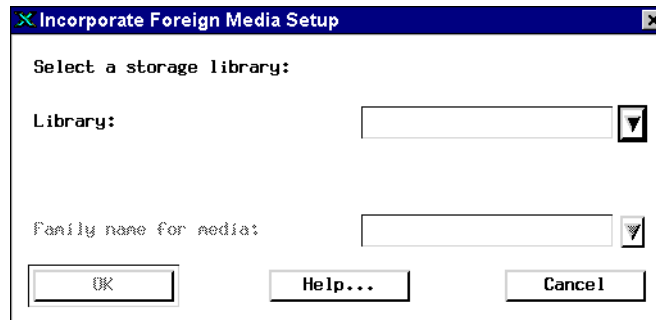 Incorporate Foreign Media Setup
Select a storage library:
Library:
Family name for media:
OK Help... Cancel